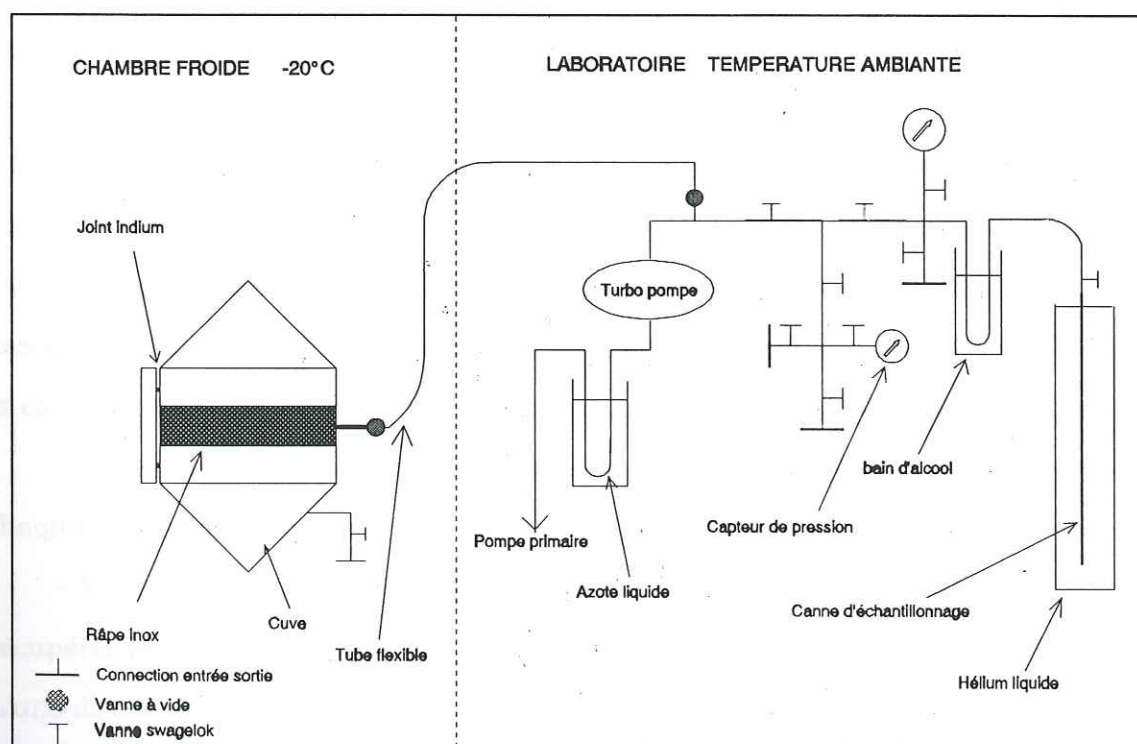 CHAMBRE FROIDE -20°C
LABORATOIRE TEMPERATURE AMBIANTE
Joint Indium
Turbo pompe
bain d'alcool
Capteur de pression
Pompe primaire
Azote liquide
Canne d'échantillonnage
Râpe inox
Cuve
Tube flexible
Hélium liquide
Connection entrée sortie
Vanne à vide
Vanne swagelok